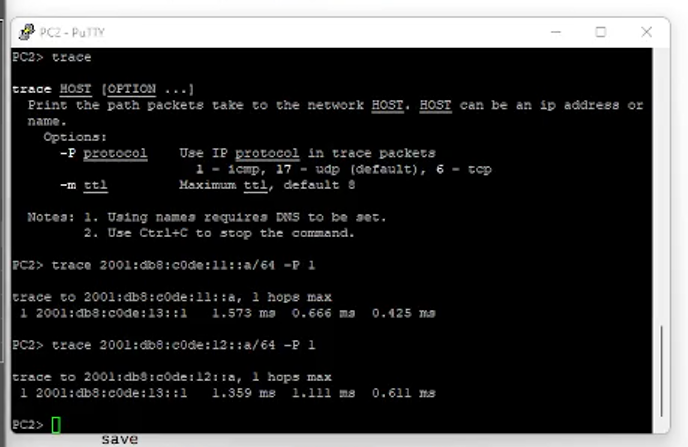 PC2 - PuTTY
PC2> trace
trace HOST [OPTION ...]
Print the path packets take to the network HOST. HOST can be an ip address or
name.
Options:
-P protocol Use IP protocol in trace packets
1 - icmp, 17 - udp (default), 6 - tcp
-m ttl Maximum ttl, default 8
Notes: 1. Using names requires DNS to be set.
2. Use Ctrl+C to stop the command.
PC2> trace 2001:db8:c0de:11::a/64 -P 1
trace to 2001:db8:c0de:11::a, 1 hops max
1 2001:db8:c0de:13::1 1.573 ms 0.666 ms 0.425 ms
PC2> trace 2001:db8:c0de:12::a/64 -P 1
trace to 2001:db8:c0de:12::a, 1 hops max
1 2001:db8:c0de:13::1 1.359 ms 1.111 ms 0.611 ms
PC2>
save